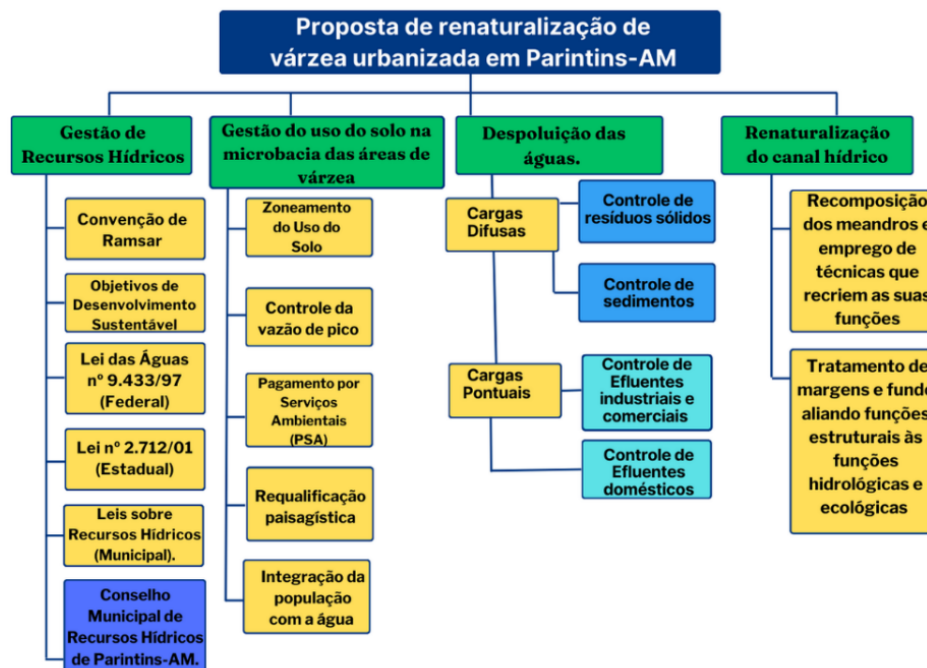 Proposta de renaturalização de
várzea urbanizada em Parintins-AM
Gestão de
Recursos Hídricos
Convenção de
Ramsar
Objetivos de
Desenvolvimento
Sustentável
Lei das Águas
nº 9.433/97
(Federal)
Lei nº 2.712/01
(Estadual)
Leis sobre
Recursos Hídricos
(Municipal).
Conselho
Municipal de
Recursos Hídricos
de Parintins-AM.
Gestão do uso do solo na
microbacia das áreas de
várzea
Zoneamento
do Uso do
Solo
Controle da
vazão de pico
Pagamento por
Serviços
Ambientais
(PSA)
Requalificação
paisagística
Integração da
população
com a água
Despoluição das
águas.
Cargas
Difusas
Controle de
resíduos sólidos
Controle de
sedimentos
Cargas
Pontuais
Controle de
Efluentes
industriais e
comerciais
Controle de
Efluentes
domésticos
Renaturalização
do canal hídrico
Recomposição
dos meandros e
emprego de
técnicas que
recriem as suas
funções
Tratamento de
margens e fundo
aliando funções
estruturais às
funções
hidrológicas e
ecológicas